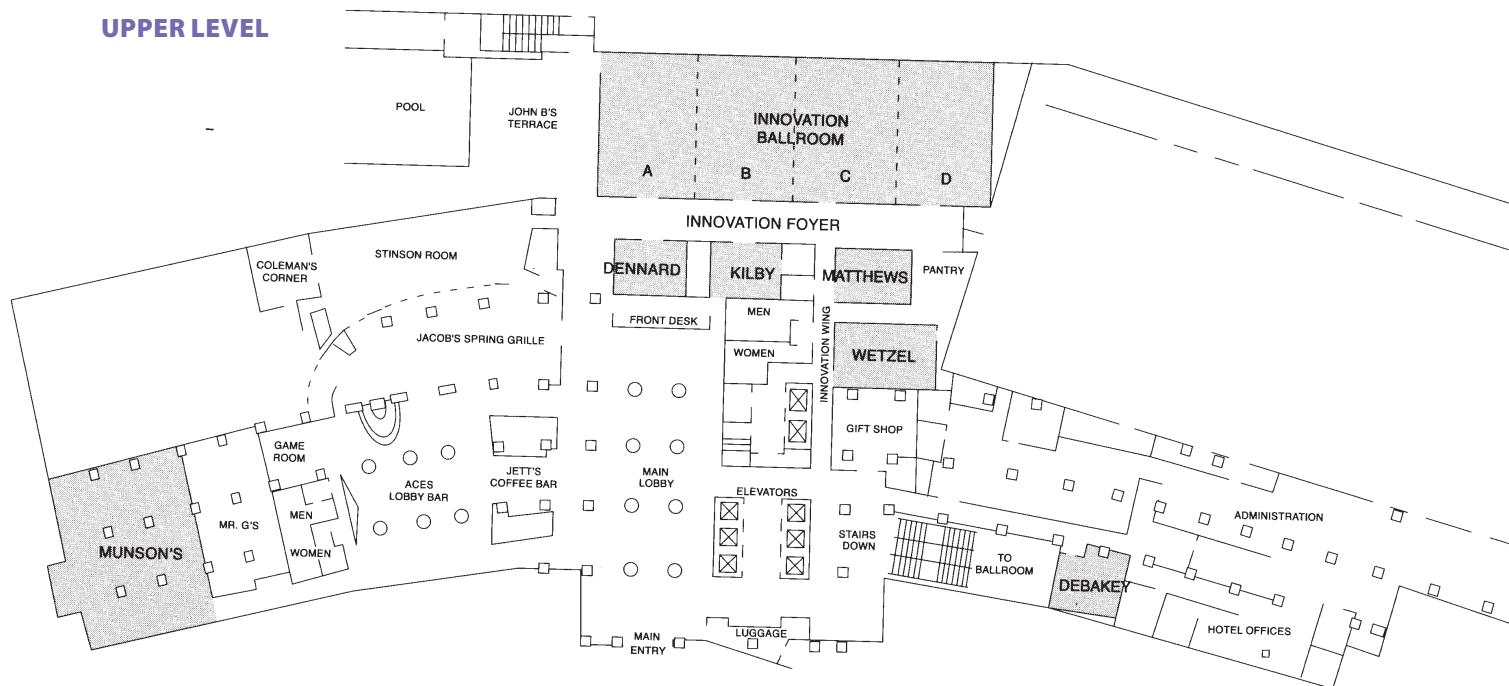 UPPER LEVEL
POOL
JOHN B'S
TERRACE
INNOVATION
BALLROOM
A
B
C
D
INNOVATION FOYER
STINSON ROOM
COLEMAN'S
CORNER
DENNARD
KILBY
MATTHEWS
PANTRY
FRONT DESK
MEN
WOMEN
INNOVATION WING
WETZEL
JACOB'S SPRING GRILLE
GIFT SHOP
GAME
ROOM
ACES
LOBBY BAR
JETT'S
COFFEE BAR
MAIN
LOBBY
ELEVATORS
STAIRS
DOWN
ADMINISTRATION
MUNSON'S
MR. G'S
MEN
WOMEN
TO
BALLROOM
DEBAKEY
HOTEL OFFICES
MAIN
ENTRY
LUGGAGE